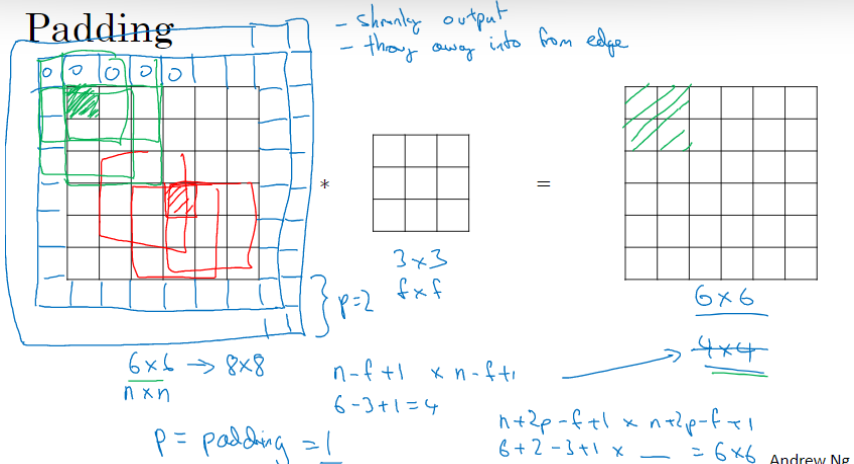 Padding
- shrinky output
- throw away info from edge
0 0 0 0 0
*
=
3×3
f×f
p=2
6×6
4×4
6×6 → 8×8
n×n
n-f+1 × n-f+1
6-3+1=4
p = padding = 1
n+2p-f+1 × n+2p-f+1
6+2-3+1 × __ = 6×6
Andrew Ng